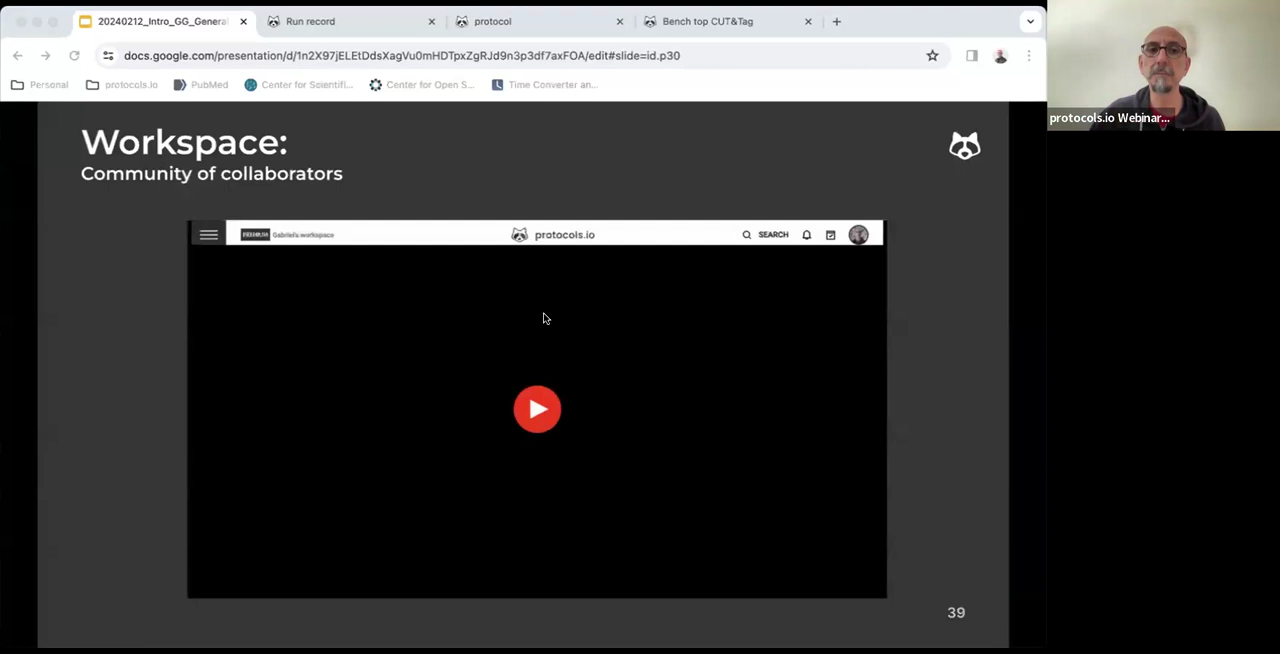 20240212_Intro_GG_General
Run record
protocol
Bench top CUT&Tag
docs.google.com/presentation/d/1n2X97jELEtDdsXagVu0mHDTpxZgRJd9n3p3df7axFOA/edit#slide=id.p30
Personal
protocols.io
PubMed
Center for Scientifi...
Center for Open S...
Time Converter an...
protocols.io Webinar...
Workspace:
Community of collaborators
PREMIUM Gabriel's workspace
protocols.io
SEARCH
39